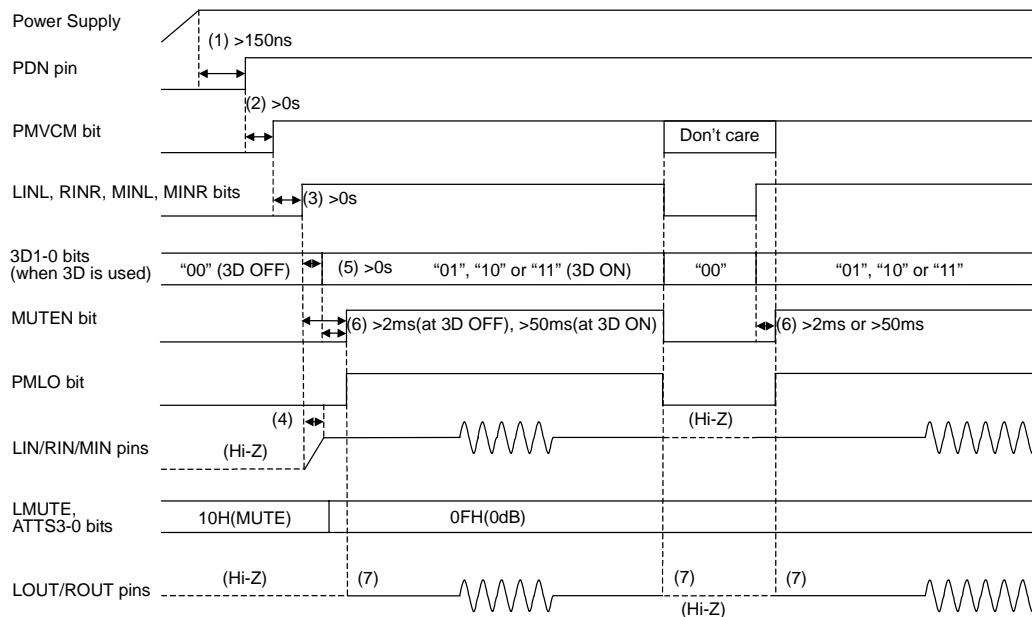 Power Supply
(1) >150ns
PDN pin
(2) >0s
PMVCM bit
Don't care
LINL, RINR, MINL, MINR bits
(3) >0s
3D1-0 bits
(when 3D is used)
“00” (3D OFF)
(5) >0s
“01”, “10” or “11” (3D ON)
“00”
“01”, “10” or “11”
MUTEN bit
(6) >2ms(at 3D OFF), >50ms(at 3D ON)
(6) >2ms or >50ms
PMLO bit
(4)
(Hi-Z)
LIN/RIN/MIN pins
(Hi-Z)
LMUTE,
ATTS3-0 bits
10H(MUTE)
0FH(0dB)
LOUT/ROUT pins
(Hi-Z)
(7)
(7)
(Hi-Z)
(7)